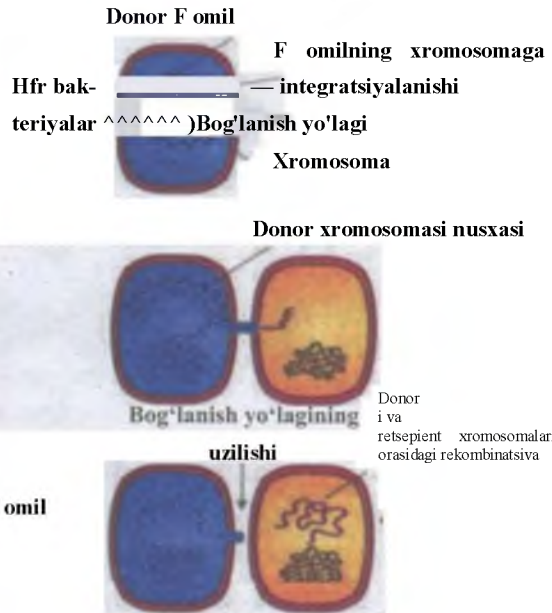 Donor F omil
F omilning xromosomaga
Hfr bak-
— integratsiyalanishi
teriyalar ^^^^^^ )Bog'lanish yo'lagi
Xromosoma
Donor xromosomasi nusxasi
Bog‘lanish yo‘lagining
uzilishi
Donor
i va
retsepient xromosomalar
orasidagi rekombinatsiva
omil